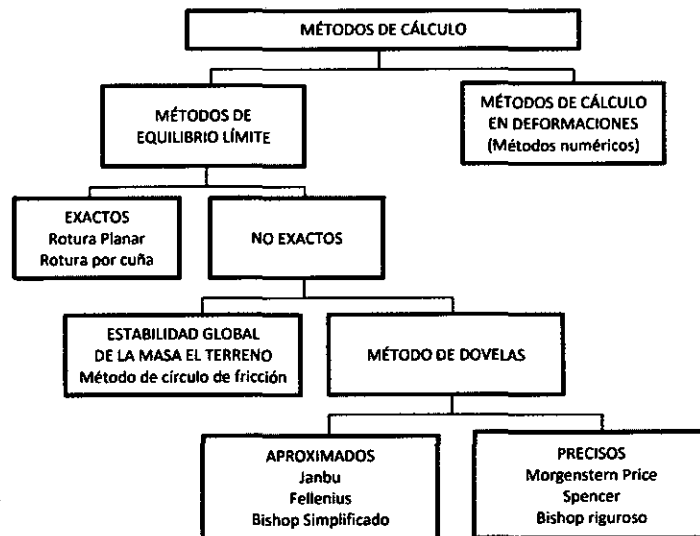 MÉTODOS DE CÁLCULO
MÉTODOS DE
EQUILIBRIO LÍMITE
MÉTODOS DE CÁLCULO
EN DEFORMACIONES
(Métodos numéricos)
EXACTOS
Rotura Planar
Rotura por cuña
NO EXACTOS
ESTABILIDAD GLOBAL
DE LA MASA EL TERRENO
Método de círculo de fricción
MÉTODO DE DOVELAS
APROXIMADOS
Janbu
Fellenius
Bishop Simplificado
PRECISOS
Morgenstern Price
Spencer
Bishop riguroso